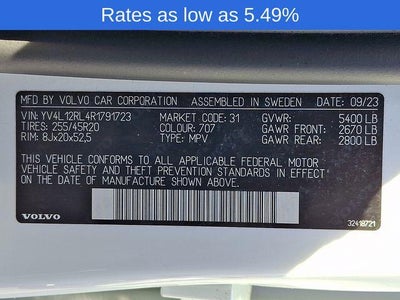 Rates as low as 5.49%
MFD BY VOLVO CAR CORPORATION ASSEMBLED IN SWEDEN DATE: 09/23
VIN: YV4L12RL4R1791723 MARKET CODE: 31 GVWR: 5400 LB
TIRES: 255/45R20 COLOUR: 707 GAWR FRONT: 2670 LB
RIM: 8Jx20x52,5 TYPE: MPV GAWR REAR: 2800 LB
THIS VEHICLE CONFORMS TO ALL APPLICABLE FEDERAL MOTOR
VEHICLE SAFETY AND THEFT PREVENTION STANDARDS IN EFFECT
ON THE DATE OF MANUFACTURE SHOWN ABOVE.
VOLVO
32418721